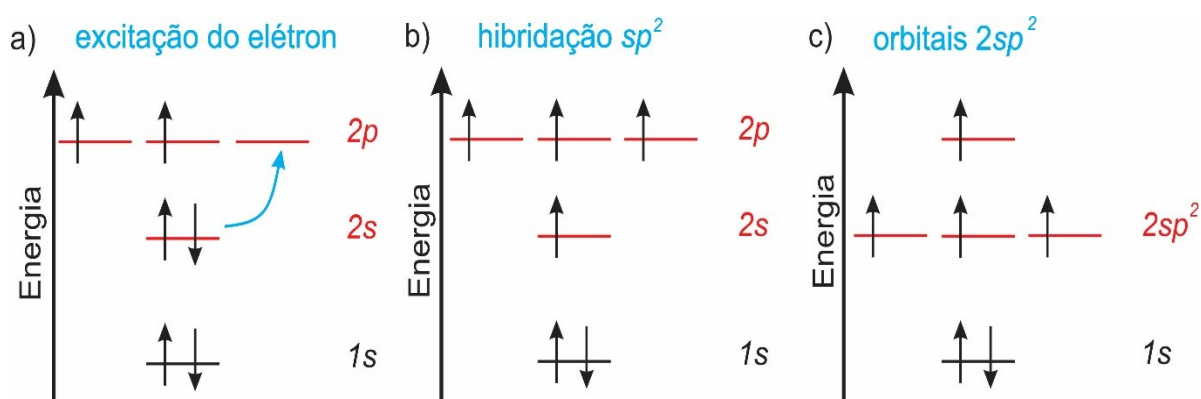 a) excitação do elétron
Energia
2p
2s
1s
b) hibridação sp²
Energia
2p
2s
1s
c) orbitais 2sp²
Energia
2sp²
1s